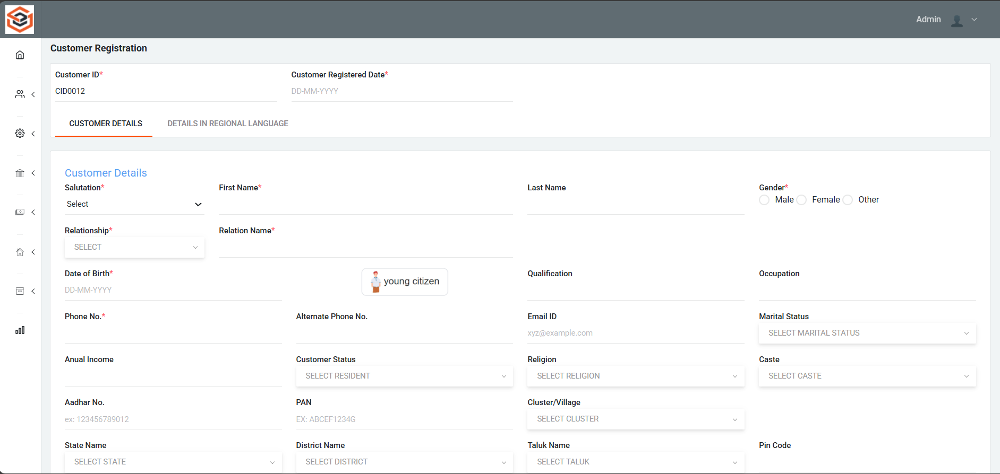 Admin
Customer Registration
Customer ID* Customer Registered Date*
CID0012 DD-MM-YYYY
CUSTOMER DETAILS DETAILS IN REGIONAL LANGUAGE
Customer Details
Salutation* First Name* Last Name Gender*
Select Male Female Other
Relationship* Relation Name*
SELECT
Date of Birth* young citizen Qualification Occupation
DD-MM-YYYY
Phone No.* Alternate Phone No. Email ID Marital Status
xyz@example.com SELECT MARITAL STATUS
Anual Income Customer Status Religion Caste
SELECT RESIDENT SELECT RELIGION SELECT CASTE
Aadhar No. PAN Cluster/Village
ex: 123456789012 EX: ABCEF1234G SELECT CLUSTER
State Name District Name Taluk Name Pin Code
SELECT STATE SELECT DISTRICT SELECT TALUK